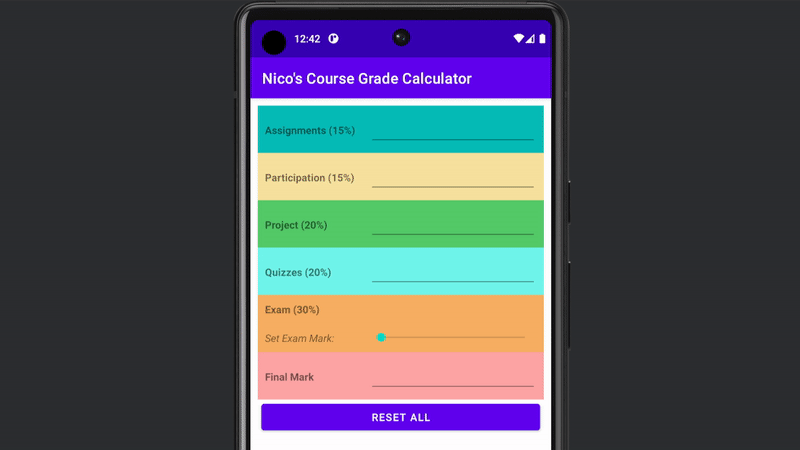 12:42
Nico's Course Grade Calculator
Assignments (15%)
Participation (15%)
Project (20%)
Quizzes (20%)
Exam (30%)
Set Exam Mark:
Final Mark
RESET ALL